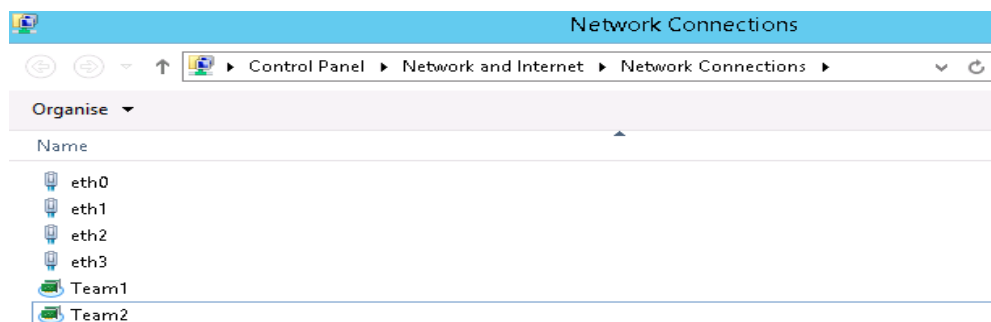 Network Connections
Control Panel Network and Internet Network Connections
Organise
Name
eth0
eth1
eth2
eth3
Team1
Team2